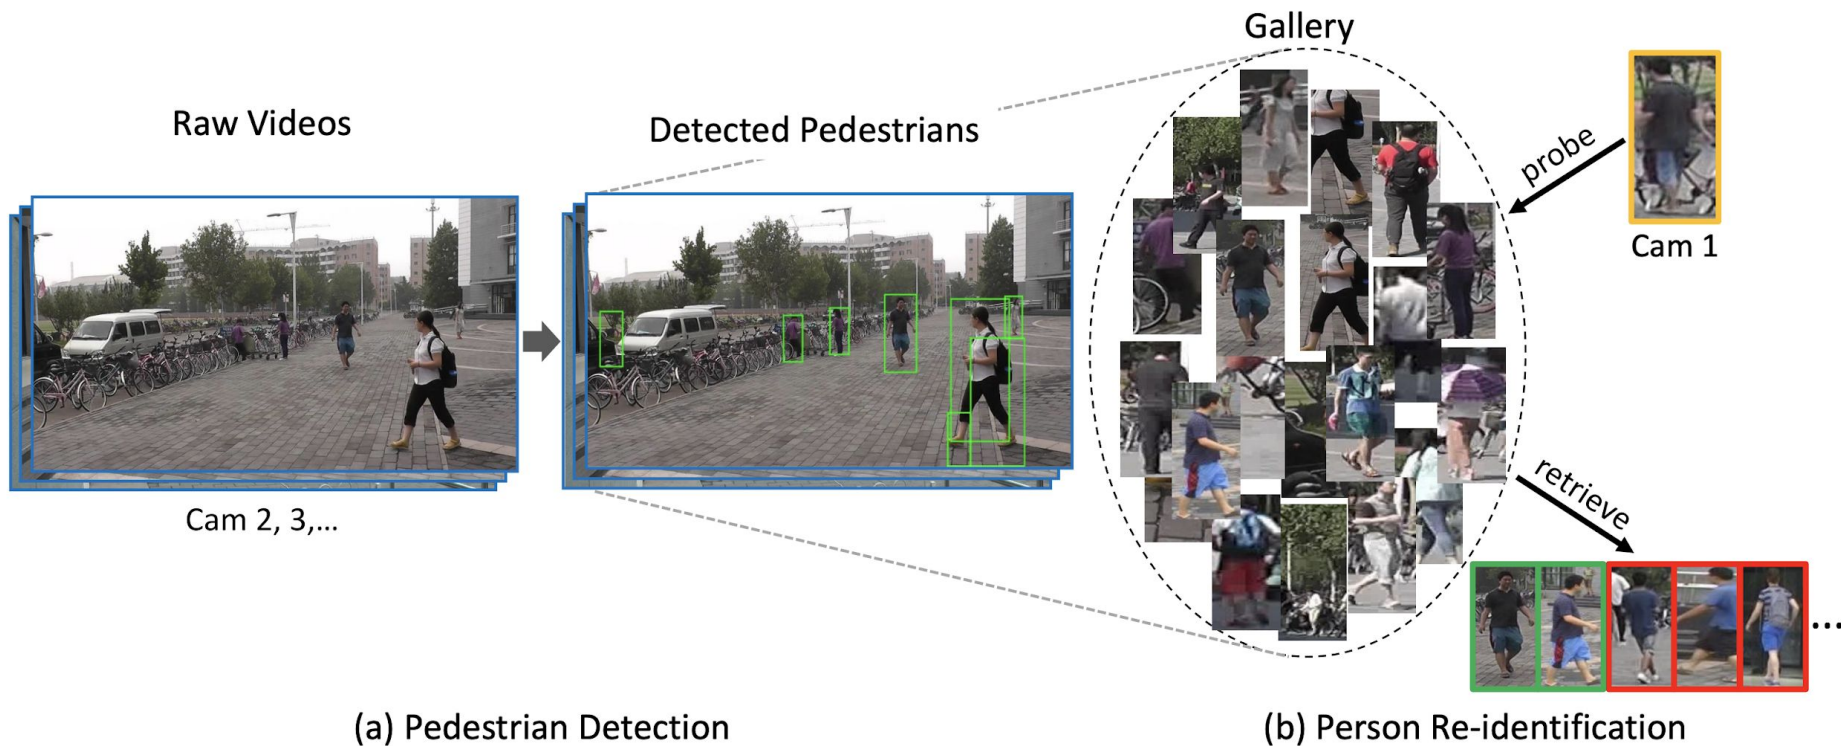 Gallery
Raw Videos
Detected Pedestrians
probe
Cam 1
Cam 2, 3,...
retrieve
...
(a) Pedestrian Detection
(b) Person Re-identification